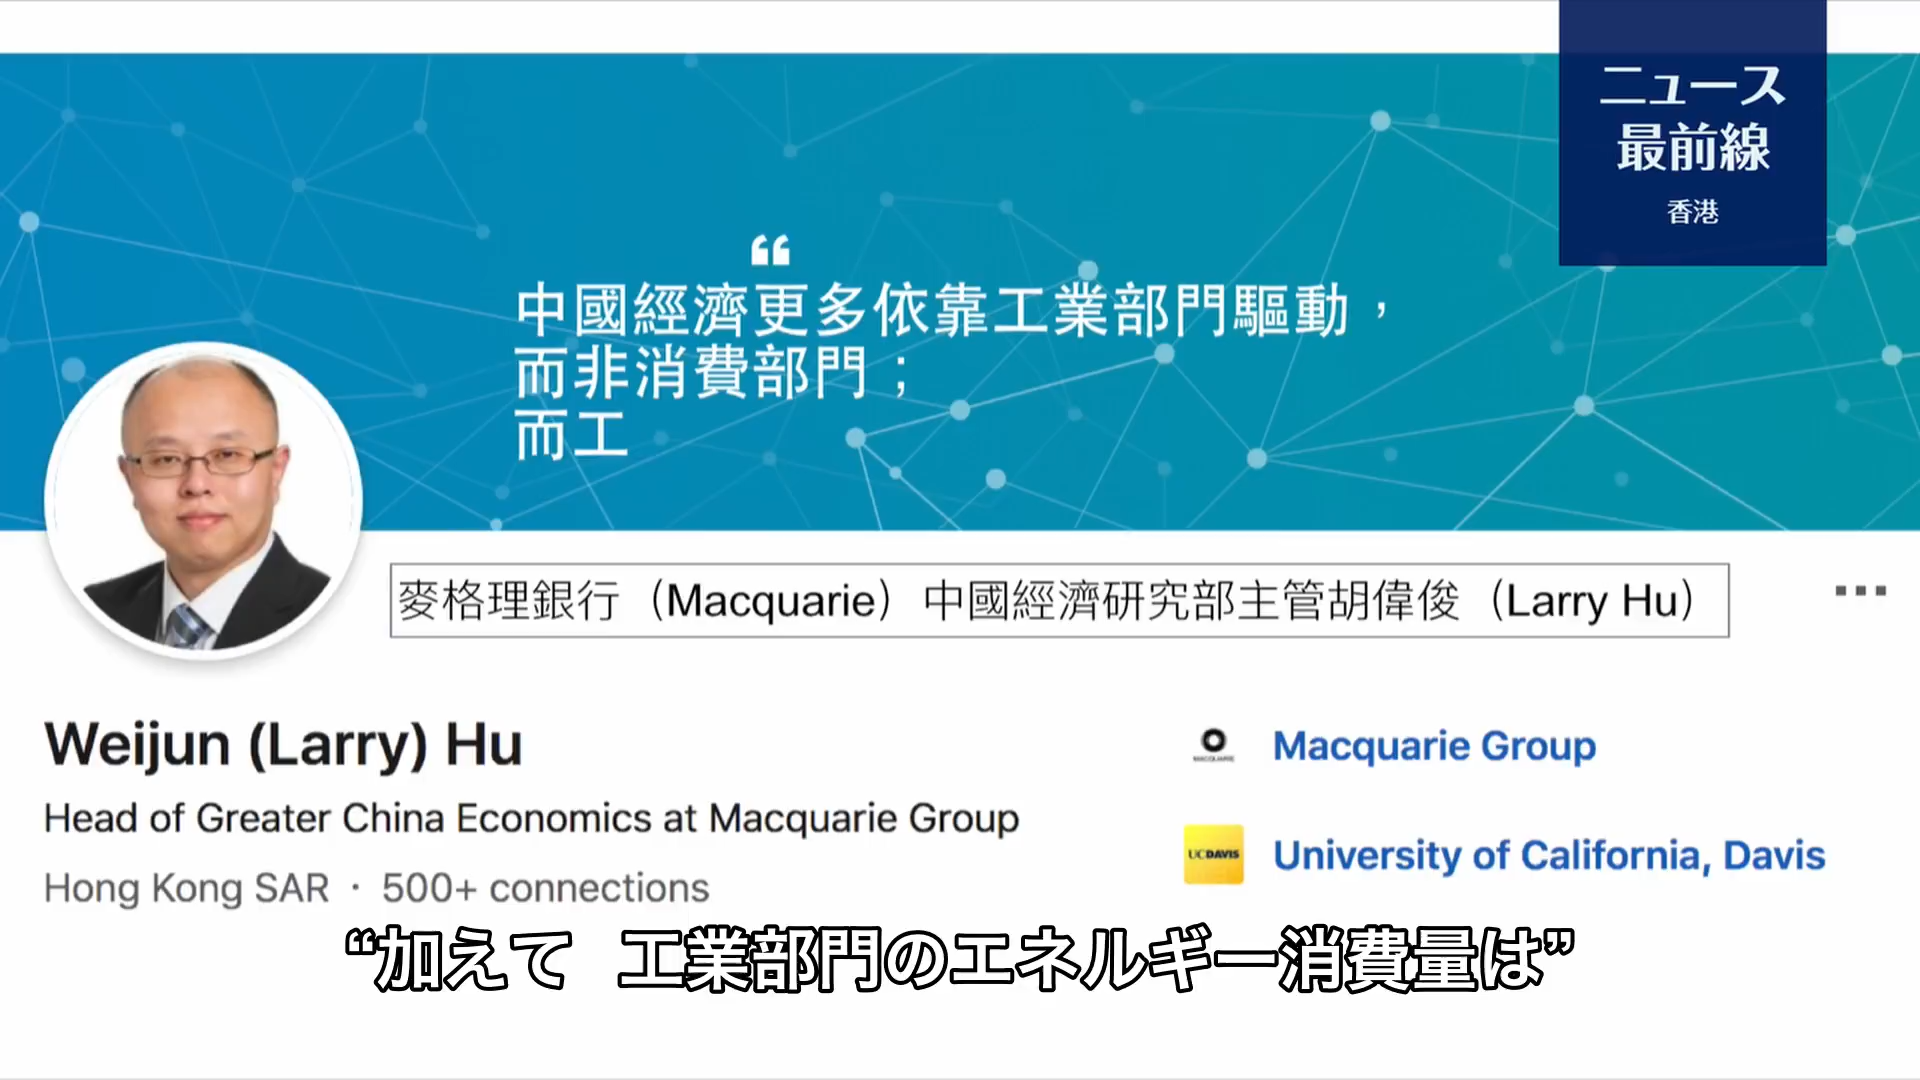 ニュース
最前線
香港
“
中國經濟更多依靠工業部門驅動，
而非消費部門；
而工
麥格理銀行（Macquarie）中國經濟研究部主管胡偉俊（Larry Hu）
Weijun (Larry) Hu
Head of Greater China Economics at Macquarie Group
Hong Kong SAR · 500+ connections
MACQUARIE
Macquarie Group
UCDAVIS
University of California, Davis
“加えて 工業部門のエネルギー消費量は”